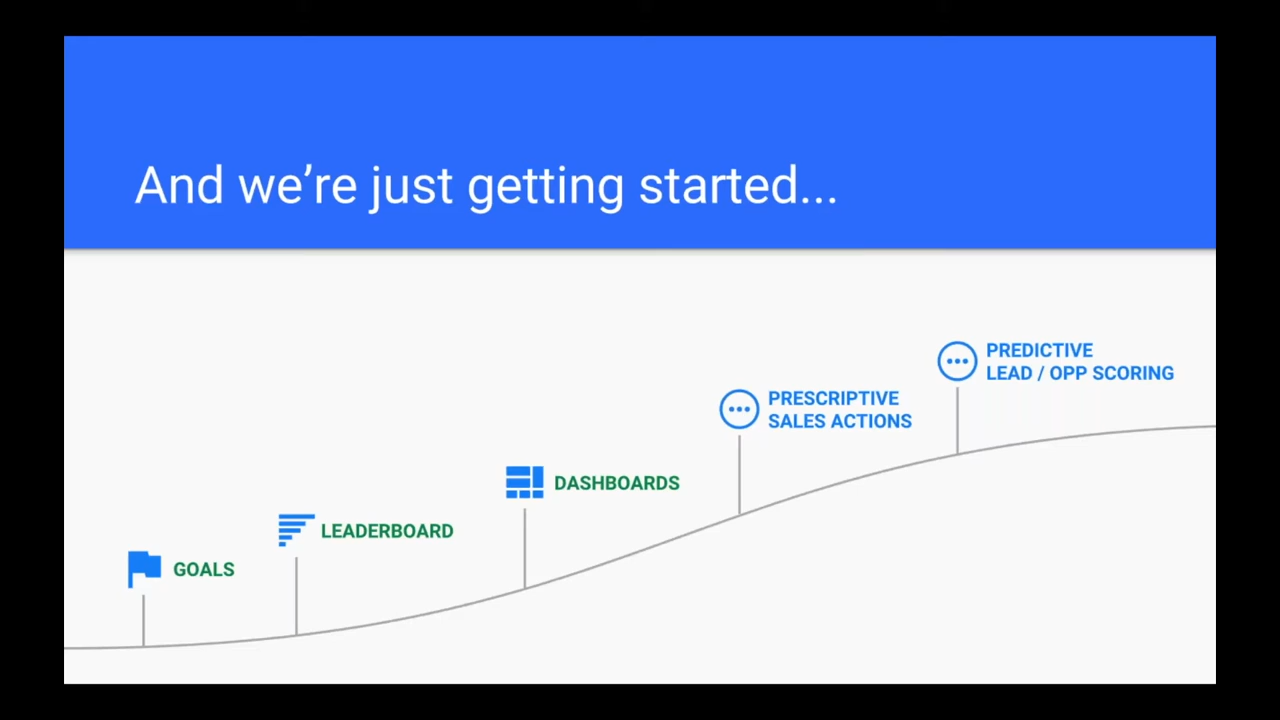 And we’re just getting started...
PREDICTIVE
LEAD / OPP SCORING
PRESCRIPTIVE
SALES ACTIONS
DASHBOARDS
LEADERBOARD
GOALS